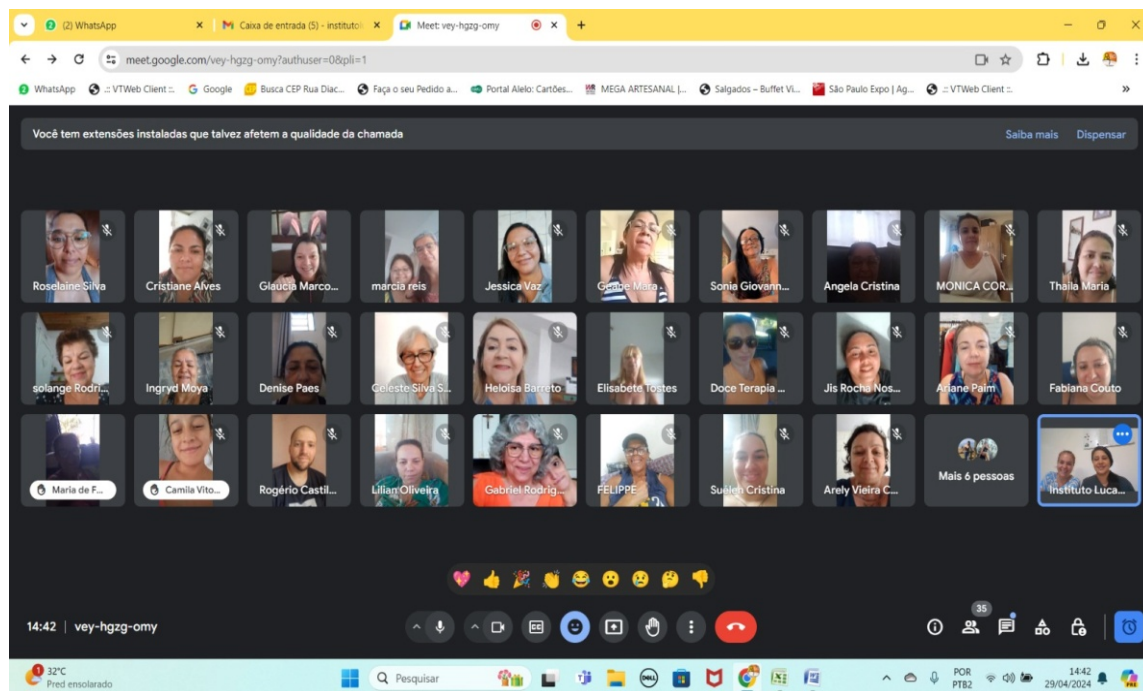 (2) WhatsApp
Caixa de entrada (5) - instituto
Meet: vey-hgzg-omy
meet.google.com/vey-hgzg-omy?authuser=0&pli=1
WhatsApp
.:: VTWeb Client ::.
Google
Busca CEP Rua Diac...
Faça o seu Pedido a...
Portal Alelo: Cartões...
MEGA ARTESANAL |...
Salgados – Buffet Vi...
São Paulo Expo | Ag...
.:: VTWeb Client ::.
Você tem extensões instaladas que talvez afetem a qualidade da chamada
Saiba mais
Dispensar
Roselaine Silva
Cristiane Alves
Glaucia Marco...
marcia reis
Jessica Vaz
Geane Mara
Sonia Giovann...
Angela Cristina
MONICA COR...
Thaila Maria
solange Rodri...
Ingryd Moya
Denise Paes
Celeste Silva S...
Heloisa Barreto
Elisabete Tostes
Doce Terapia ...
Jis Rocha Nos...
Ariane Paim
Fabiana Couto
Maria de F...
Camila Vito...
Rogério Castil...
Lilian Oliveira
Gabriel Rodrig...
FELIPPE
Suélen Cristina
Arely Vieira C...
Mais 6 pessoas
Instituto Luca...
14:42 | vey-hgzg-omy
CC
35
1
32°C
Pred ensolarado
Pesquisar
DELL
POR
PTB2
14:42
29/04/2024
PRE